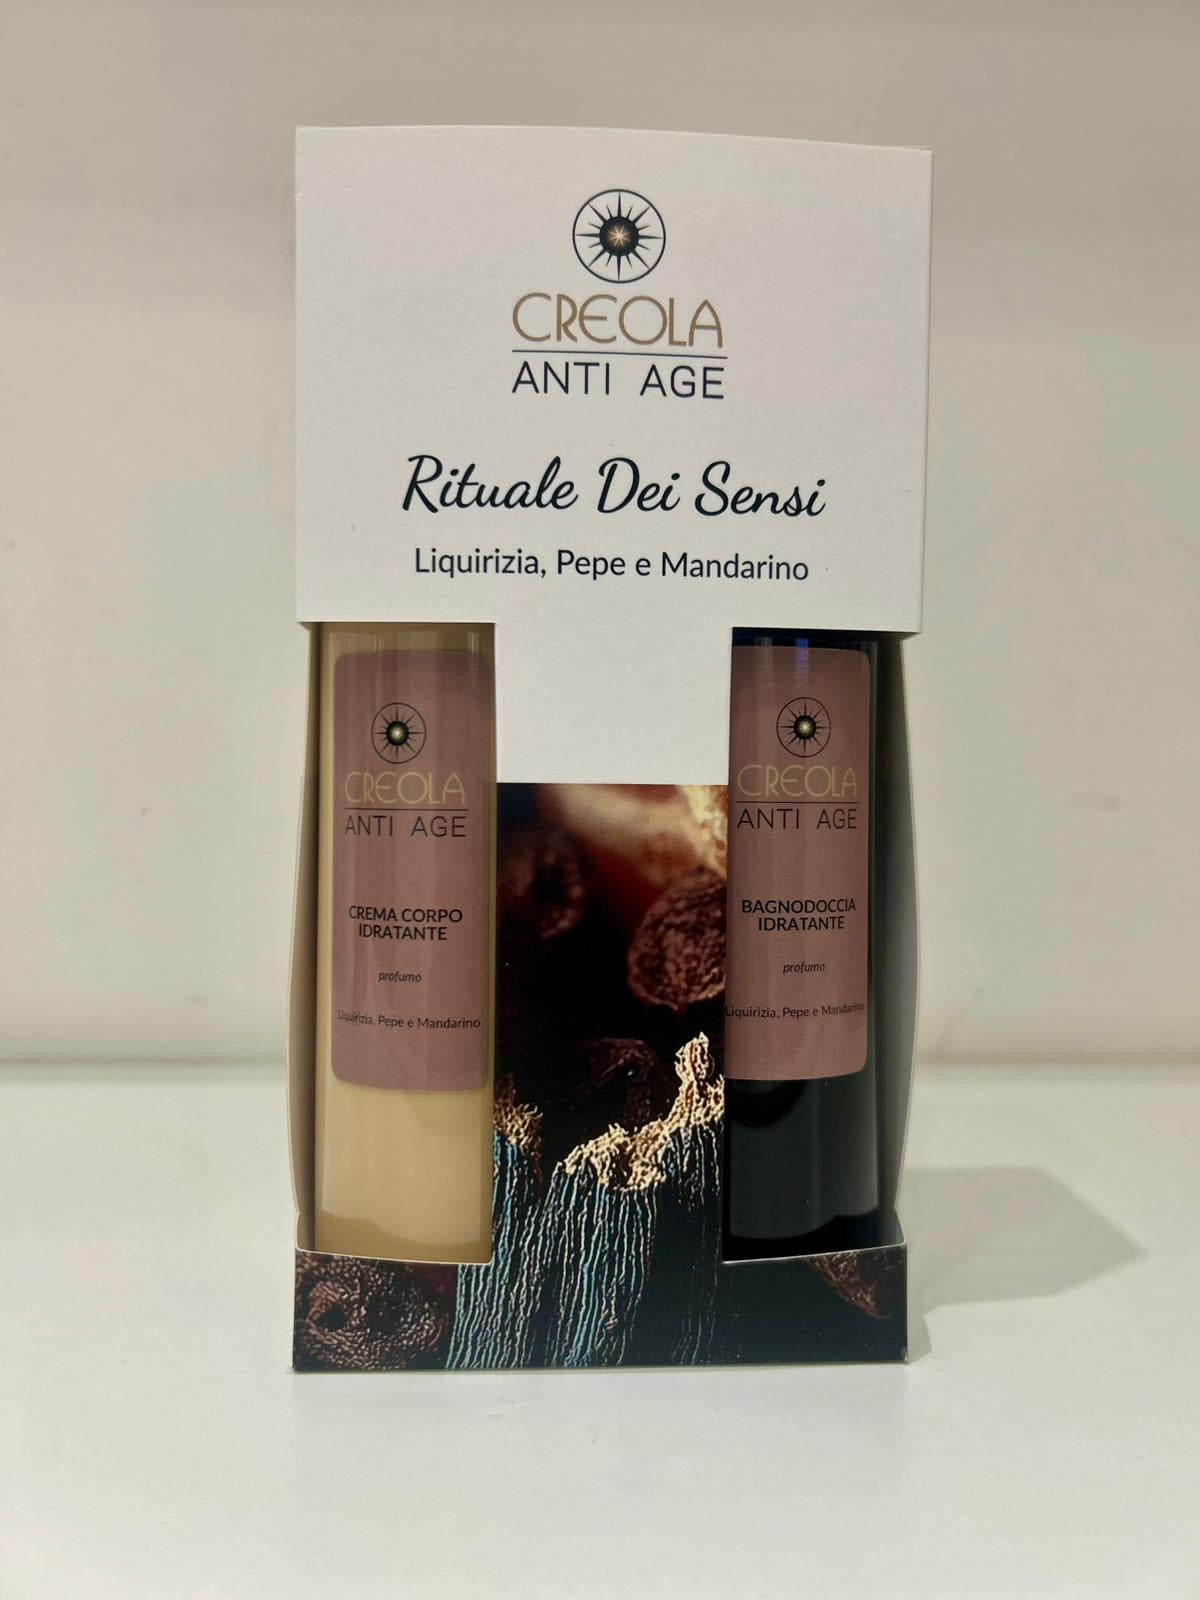 CREOLA
ANTI AGE
Rituale Dei Sensi
Liquirizia, Pepe e Mandarino
CREOLA
ANTI AGE
CREMA CORPO
IDRATANTE
profumo
Liquirizia, Pepe e Mandarino
CREOLA
ANTI AGE
BAGNODOCCIA
IDRATANTE
profumo
Liquirizia, Pepe e Mandarino